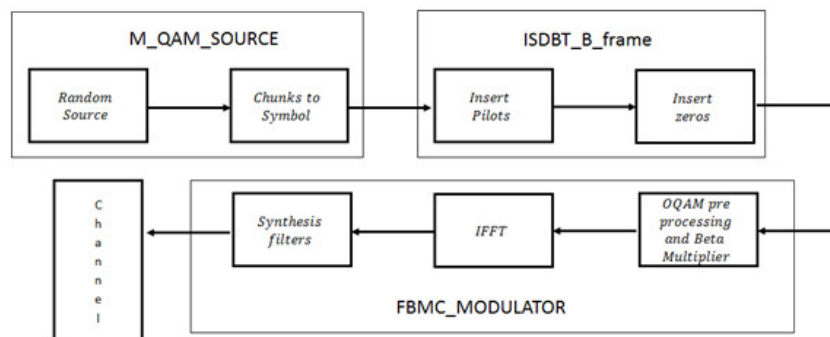 M_QAM_SOURCE
ISDBT_B_frame
Random
Source
Chunks to
Symbol
Insert
Pilots
Insert
zeros
C
h
a
n
n
e
l
Synthesis
filters
IFFT
OQAM pre
processing
and Beta
Multiplier
FBMC_MODULATOR